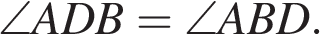 ∠ADB = ∠ABD.